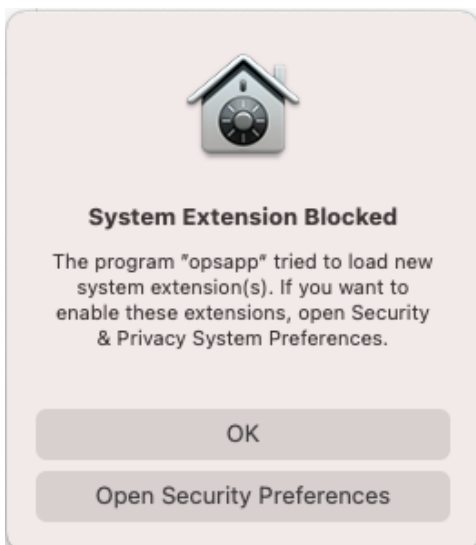 System Extension Blocked
The program "opsapp" tried to load new
system extension(s). If you want to
enable these extensions, open Security
& Privacy System Preferences.
OK
Open Security Preferences